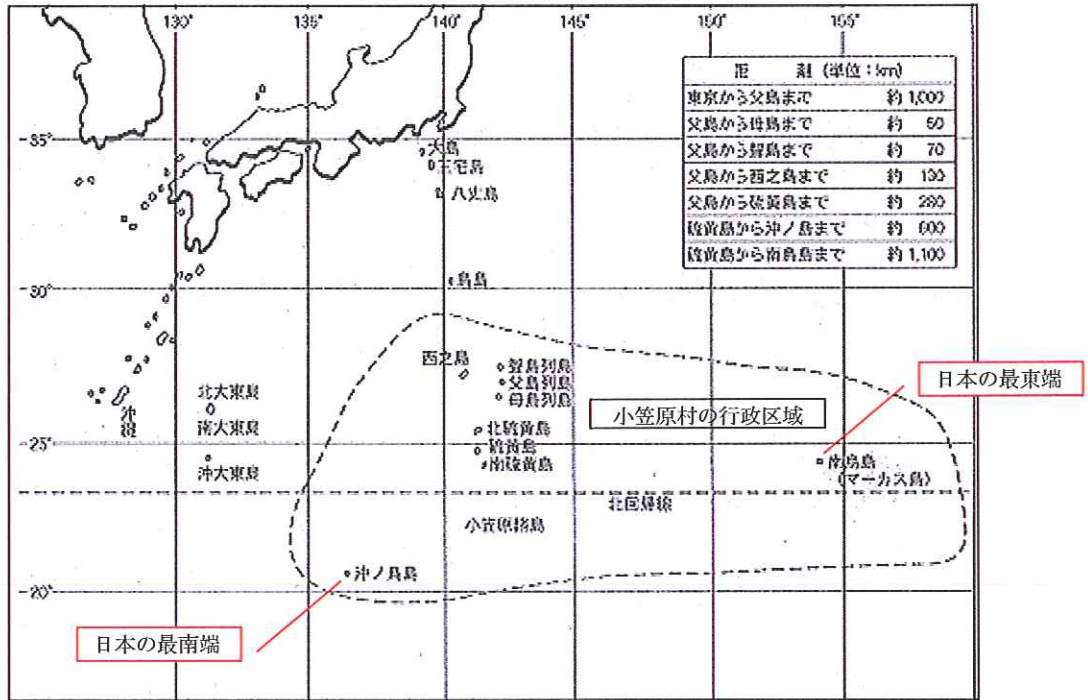 130°
135°
140°
145°
150°
155°
距　離（単位：km）
東京から父島まで　約 1,000
父島から母島まで　約 50
父島から聟島まで　約 70
父島から西之島まで　約 130
父島から硫黄島まで　約 280
硫黄島から沖ノ島まで　約 600
硫黄島から南鳥島まで　約 1,100
35°
大島
三宅島
八丈島
30°
鳥島
西之島
聟島列島
父島列島
母島列島
日本の最東端
北大東島
沖縄
南大東島
小笠原村の行政区域
北硫黄島
25°
硫黄島
南硫黄島
沖大東島
南鳥島
（マーカス島）
北回帰線
小笠原諸島
沖ノ鳥島
20°
日本の最南端